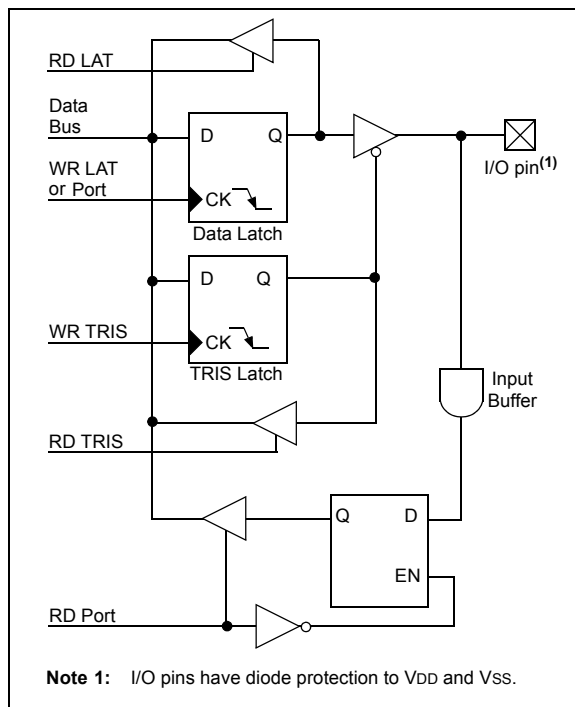 RD LAT
Data
Bus
WR LAT
or Port
D Q
CK
Data Latch
I/O pin(1)
D Q
CK
TRIS Latch
WR TRIS
Input
Buffer
RD TRIS
Q D
EN
RD Port
Note 1: I/O pins have diode protection to VDD and VSS.